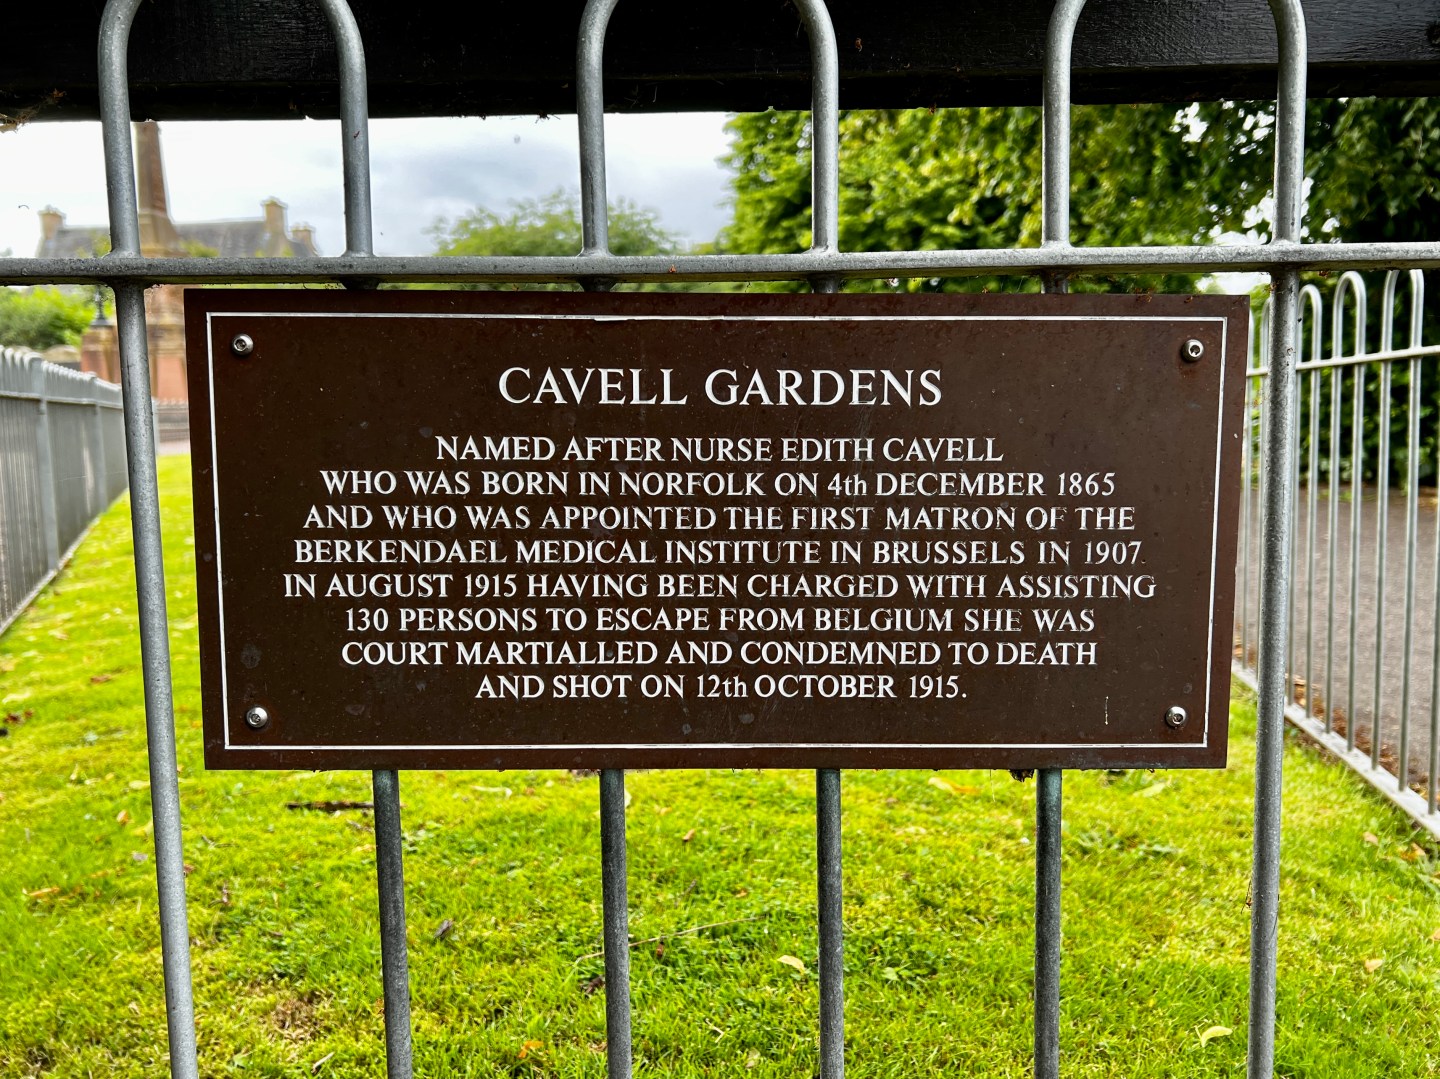 CAVELL GARDENS
NAMED AFTER NURSE EDITH CAVELL
WHO WAS BORN IN NORFOLK ON 4th DECEMBER 1865
AND WHO WAS APPOINTED THE FIRST MATRON OF THE
BERKENDAEL MEDICAL INSTITUTE IN BRUSSELS IN 1907.
IN AUGUST 1915 HAVING BEEN CHARGED WITH ASSISTING
130 PERSONS TO ESCAPE FROM BELGIUM SHE WAS
COURT MARTIALLED AND CONDEMNED TO DEATH
AND SHOT ON 12th OCTOBER 1915.